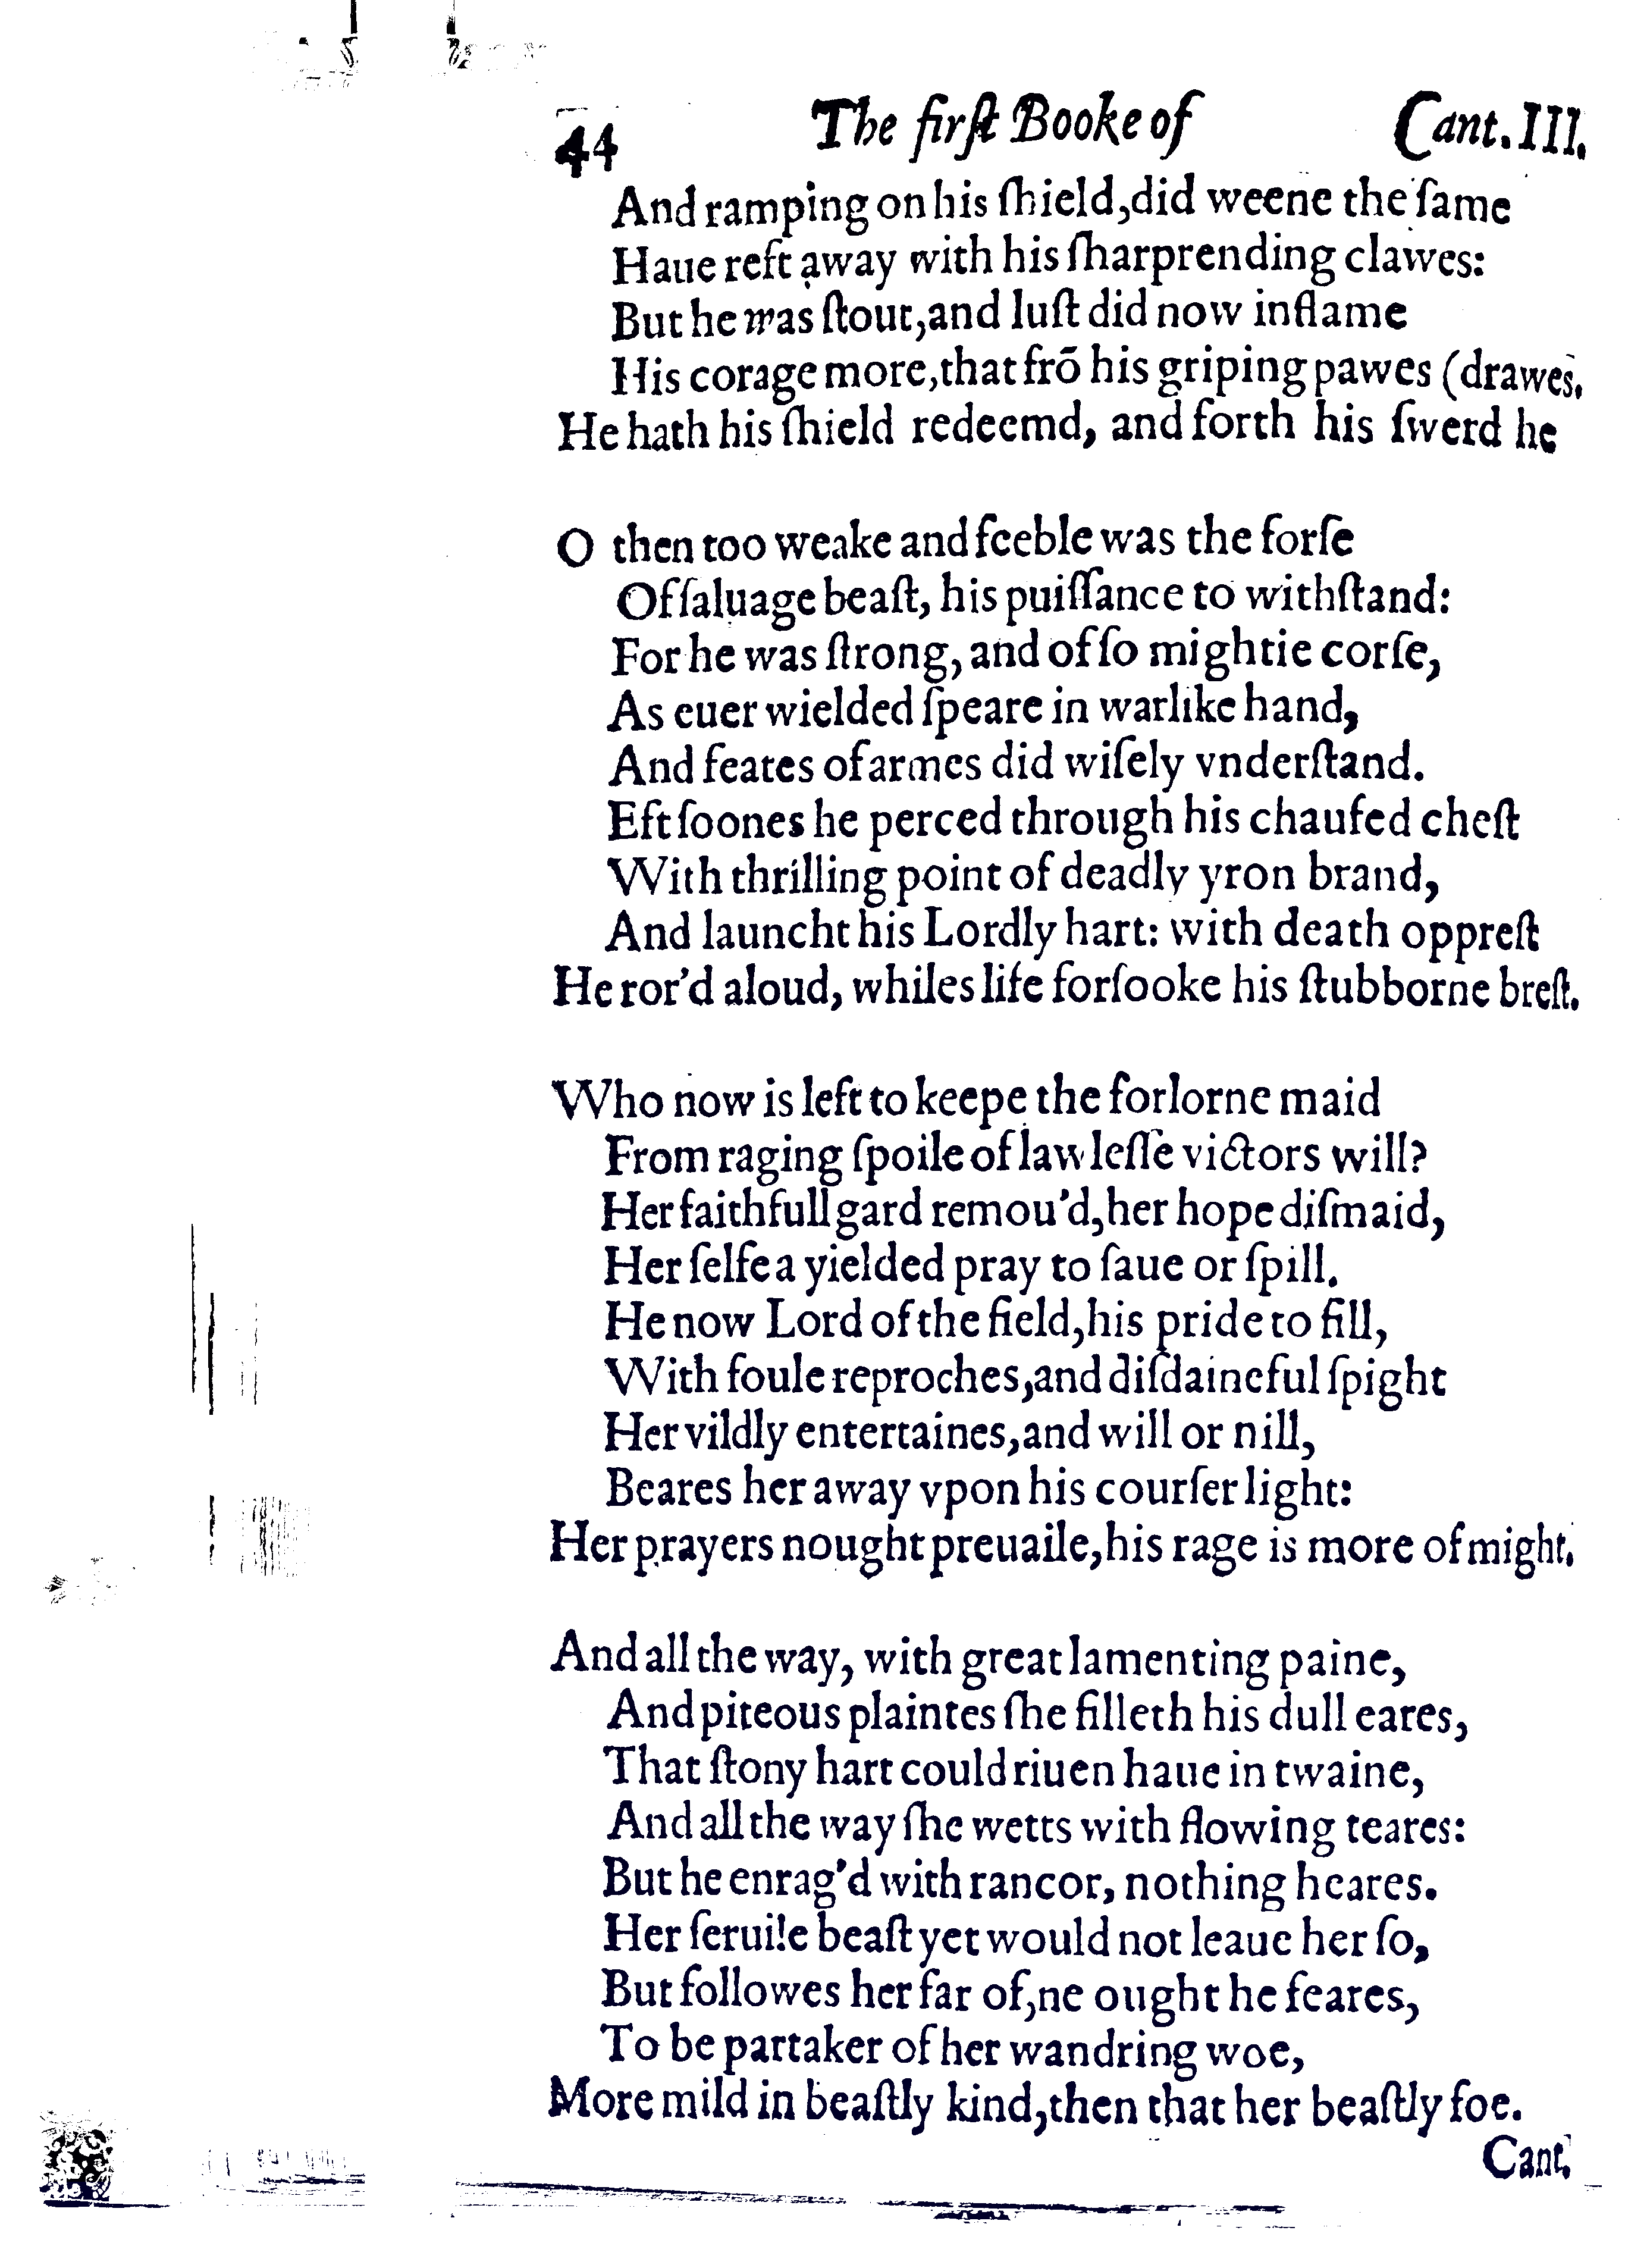 44 The firſt Booke of Cant. III.
And ramping on his ſhield, did weene the ſame
Haue reft away with his ſharprending clawes:
But he was ſtout, and luſt did now inflame
His corage more, that frō his griping pawes (drawes.
He hath his ſhield redeemd, and forth his ſwerd he
O then too weake and feeble was the forſe
Of ſaluage beaſt, his puiſſance to withſtand:
For he was ſtrong, and of ſo mightie corſe,
As euer wielded ſpeare in warlike hand,
And feates of armes did wiſely vnderſtand.
Eft ſoones he perced through his chaufed cheſt
With thrilling point of deadly yron brand,
And launcht his Lordly hart: with death oppreſt
He ror'd aloud, whiles life forſooke his ſtubborne breſt.
Who now is left to keepe the forlorne maid
From raging ſpoile of lawleſſe victors will?
Her faithfull gard remou'd, her hope diſmaid,
Her ſelfe a yielded pray to ſaue or ſpill.
He now Lord of the field, his pride to fill,
With foule reproches, and diſdaineful ſpight
Her vildly entertaines, and will or nill,
Beares her away vpon his courſer light:
Her prayers nought preuaile, his rage is more of might.
And all the way, with great lamenting paine,
And piteous plaintes ſhe filleth his dull eares,
That ſtony hart could riuen haue in twaine,
And all the way ſhe wetts with flowing teares:
But he enrag'd with rancor, nothing heares.
Her ſeruile beaſt yet would not leaue her ſo,
But followes her far of, ne ought he feares,
To be partaker of her wandring woe,
More mild in beaſtly kind, then that her beaſtly foe.
Cant.